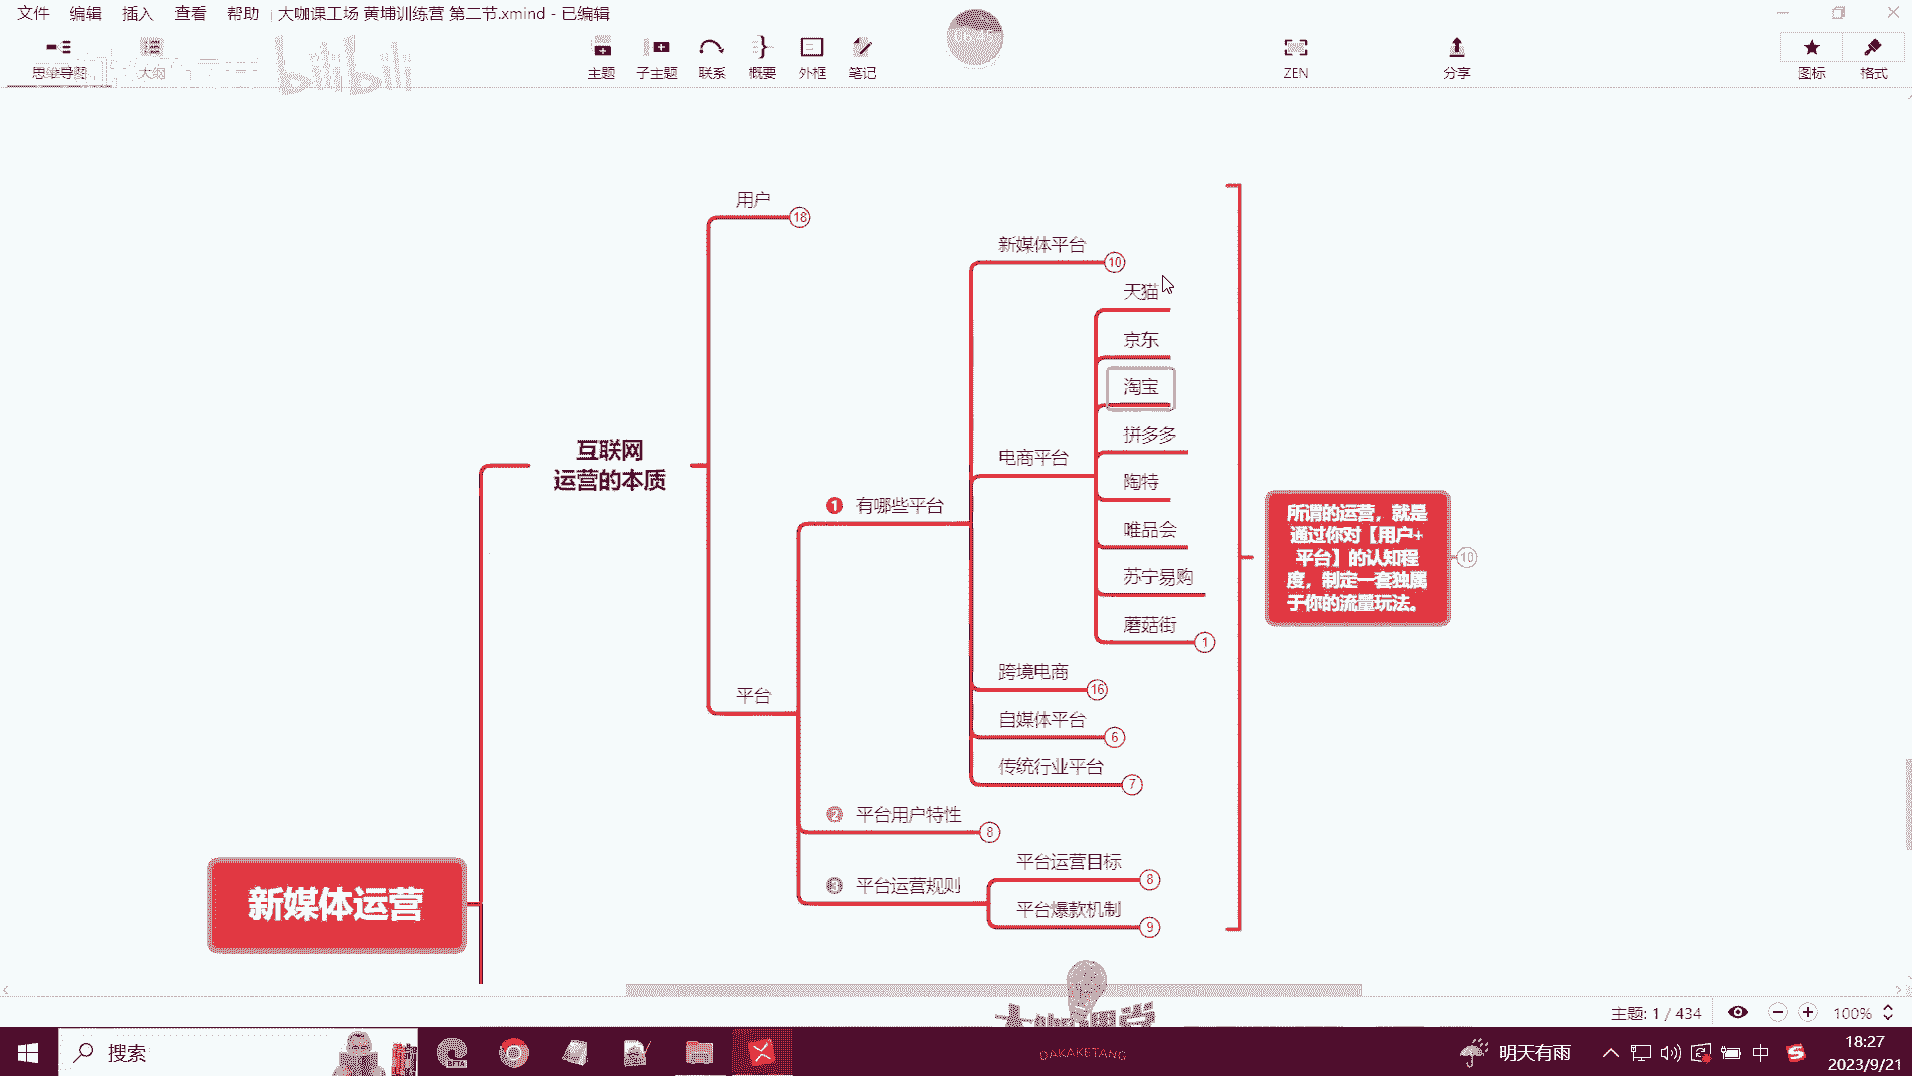 文件 编辑 插入 查看 帮助 大咖课工场 黄埔训练营 第二节.xmind - 已编辑
思维导图 大纲 主题 子主题 联系 概要 外框 笔记 ZEN 分享 图标 格式
bilibili
用户 18
新媒体平台 10
天猫
京东
淘宝
互联网
运营的本质
拼多多
电商平台
陶特
1 有哪些平台
唯品会
所谓的运营，就是
通过你对【用户+
平台】的认知程
度，制定一套独属
于你的流量玩法。
10
苏宁易购
蘑菇街 1
跨境电商 16
平台
自媒体平台 6
传统行业平台 7
2 平台用户特性 8
平台运营目标 8
3 平台运营规则
新媒体运营
平台爆款机制 9
大咖课堂
DAKAKETANG
主题: 1 / 434 100%
搜索
明天有雨
中
18:27
2023/9/21